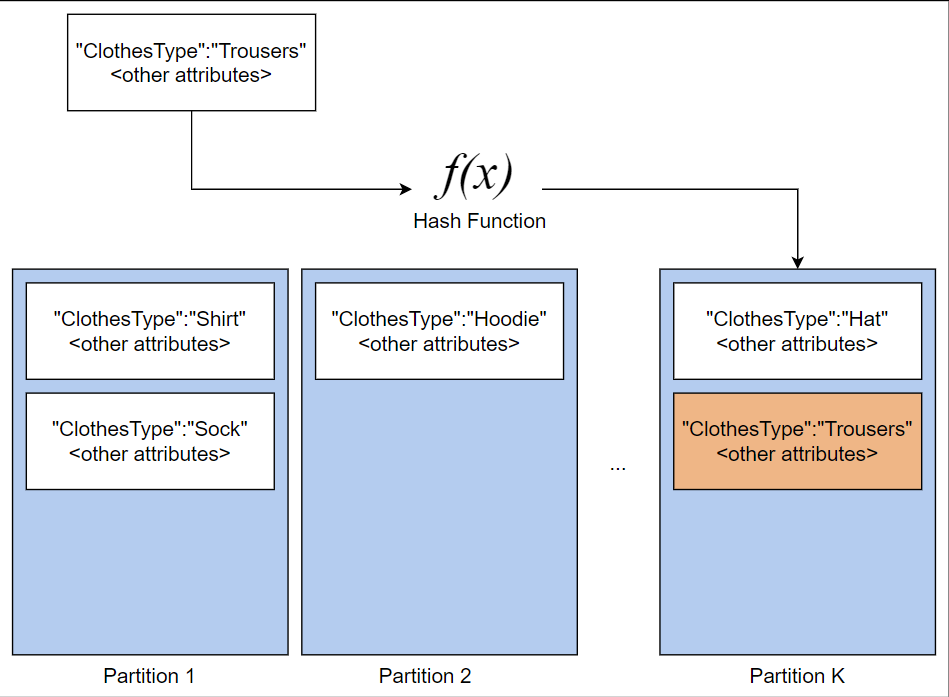 "ClothesType":"Trousers"
<other attributes>
f(x)
Hash Function
"ClothesType":"Shirt"
<other attributes>
"ClothesType":"Sock"
<other attributes>
"ClothesType":"Hoodie"
<other attributes>
...
"ClothesType":"Hat"
<other attributes>
"ClothesType":"Trousers"
<other attributes>
Partition 1
Partition 2
Partition K